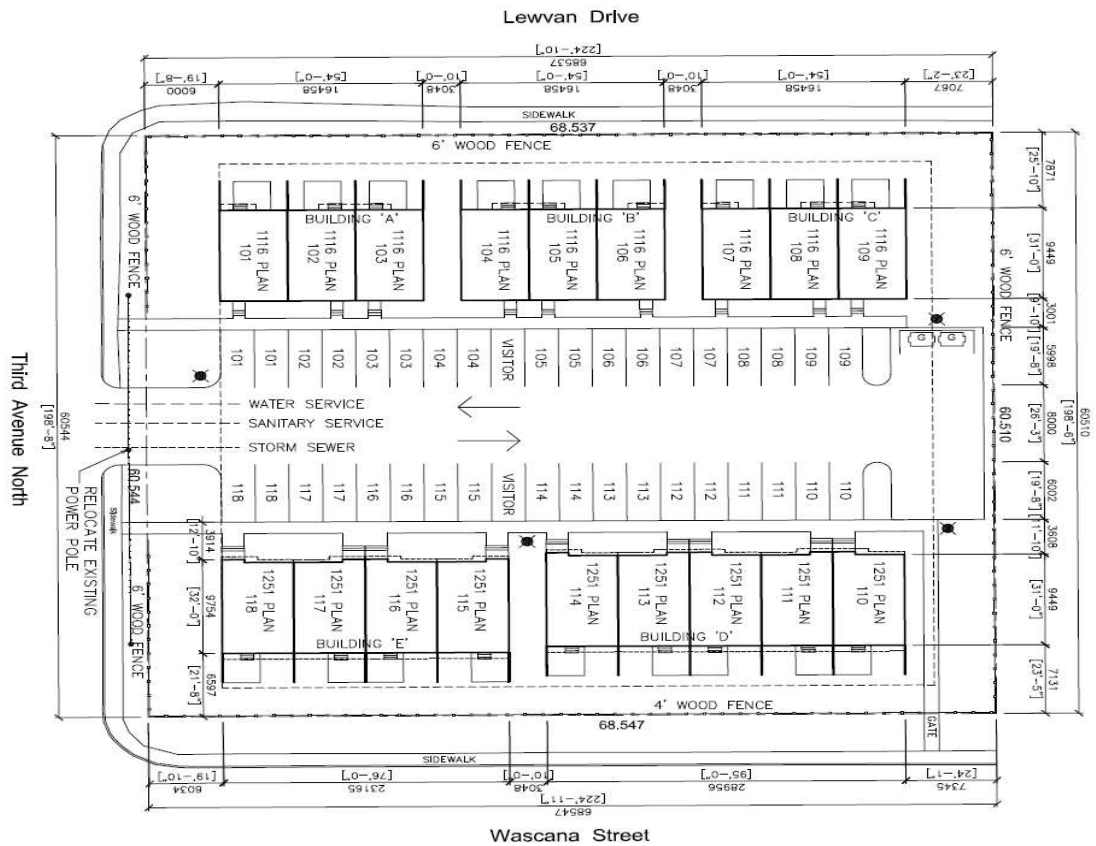 Lewvan Drive
[224'-10"]
68537
[19'-8"]
6000
[54'-0"]
16458
[10'-0]
3048
[54'-0"]
16458
[10'-0]
3048
[54'-0"]
16458
[23'-2"]
7067
SIDEWALK
68.537
6' WOOD FENCE
6' WOOD FENCE
BUILDING 'A'
BUILDING 'B'
BUILDING 'C'
1116 PLAN
101
1116 PLAN
102
1116 PLAN
103
1116 PLAN
104
1116 PLAN
105
1116 PLAN
106
1116 PLAN
107
1116 PLAN
108
1116 PLAN
109
6' WOOD FENCE
7871
[25'-10"]
9449
[31'-0"]
3001
[9'-10"]
5998
[19'-8"]
8000
[26'-3"]
6002
[19'-8"]
3608
[11'-10"]
9449
[31'-0"]
7131
[23'-5"]
60.510
60510
[198'-6"]
101
101
102
102
103
103
104
104
VISITOR
105
105
106
106
107
107
108
108
109
109
G
G
WATER SERVICE
SANITARY SERVICE
STORM SEWER
Third Avenue North
60544
[198'-8"]
60.544
RELOCATE EXISTING
POWER POLE
Sidewalk
6' WOOD FENCE
118
118
117
117
116
116
115
115
VISITOR
114
114
113
113
112
112
111
111
110
110
3914
[12'-10"]
9754
[32'-0"]
6597
[21'-8"]
1251 PLAN
118
1251 PLAN
117
1251 PLAN
116
1251 PLAN
115
1251 PLAN
114
1251 PLAN
113
1251 PLAN
112
1251 PLAN
111
1251 PLAN
110
BUILDING 'E'
BUILDING 'D'
4' WOOD FENCE
68.547
GATE
SIDEWALK
[19'-10"]
6034
[76'-0"]
23165
[10'-0]
3048
[95'-0"]
28956
[24'-1"]
7345
[224'-11"]
68547
Wascana Street